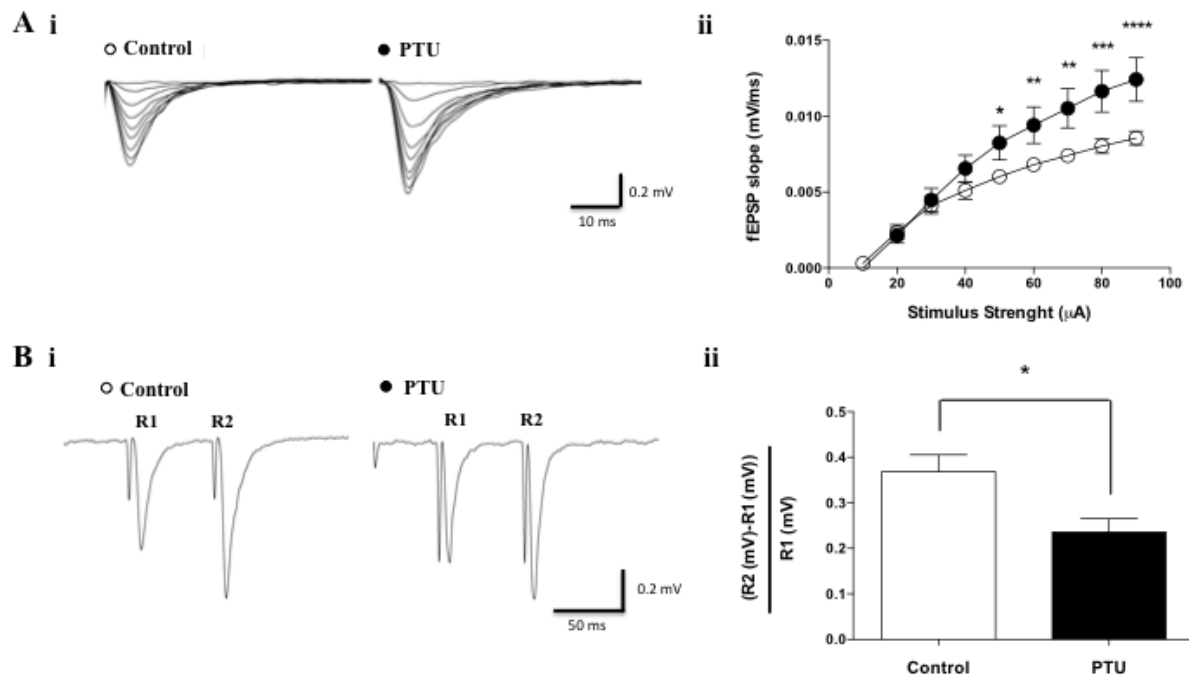 A i
Control
PTU
0.2 mV
10 ms
ii
****
***
**
**
*
0.015
0.010
0.005
0.000
fEPSP slope (mV/ms)
0 20 40 60 80 100
Stimulus Strenght (μA)
B i
Control
PTU
R1 R2
R1 R2
0.2 mV
50 ms
ii
*
0.5
0.4
0.3
0.2
0.1
0.0
(R2 (mV)-R1 (mV))
R1 (mV)
Control
PTU